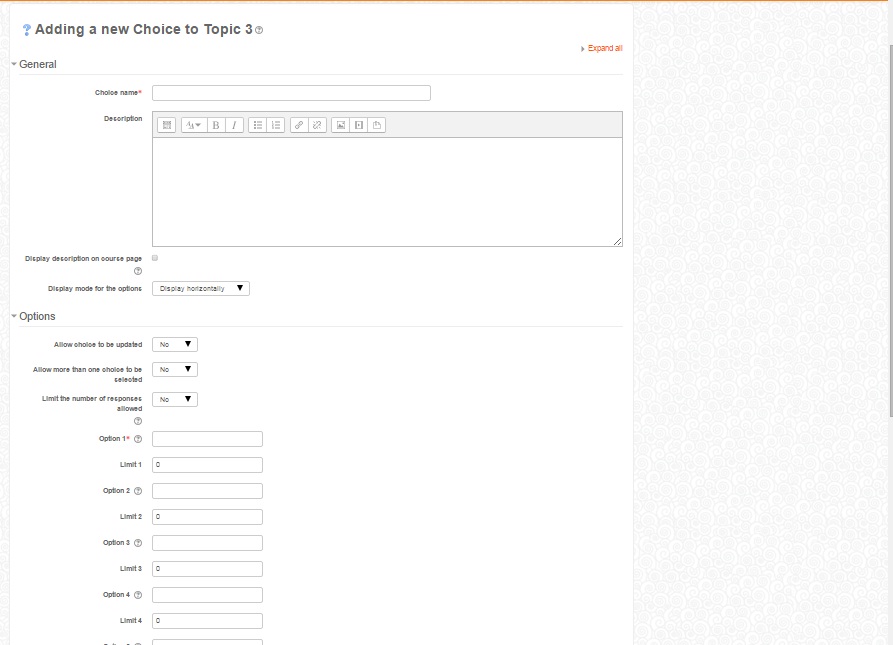 Adding a new Choice to Topic 3
Expand all
General
Choice name*
Description
B I
Display description on course page
Display mode for the options Display horizontally
Options
Allow choice to be updated No
Allow more than one choice to be
selected
No
Limit the number of responses
allowed
No
Option 1*
Limit 1 0
Option 2
Limit 2 0
Option 3
Limit 3 0
Option 4
Limit 4 0